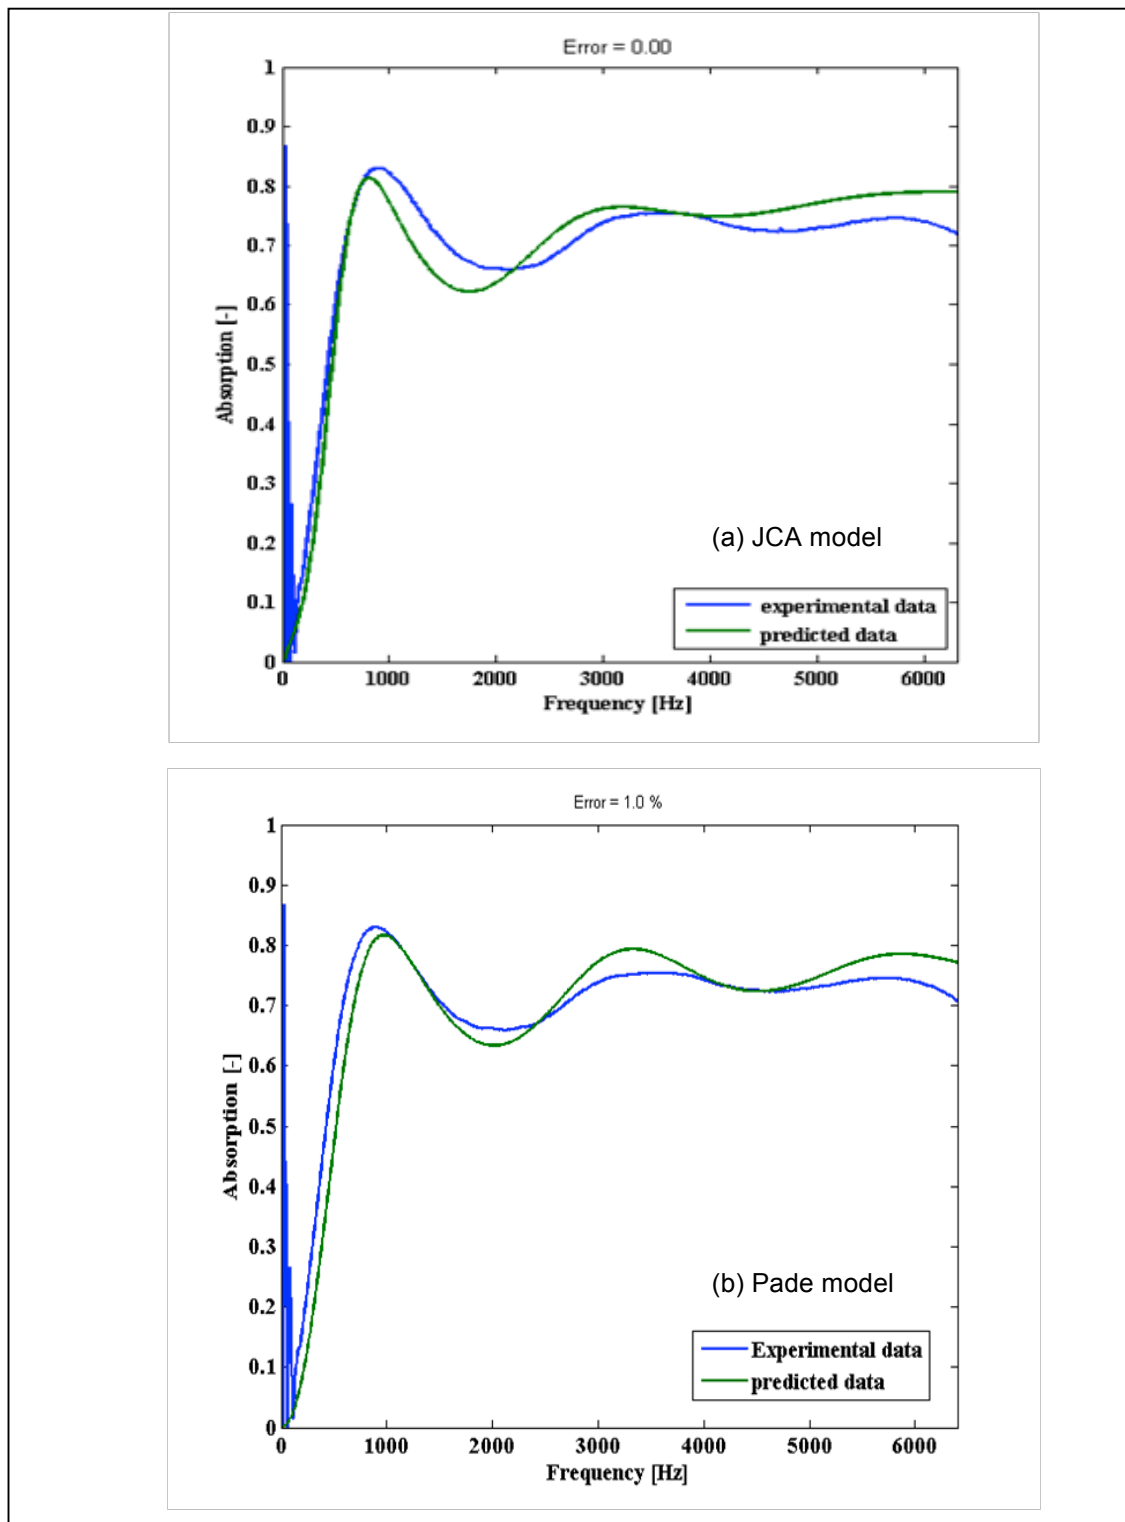 Error = 0.00
1
0.9
0.8
0.7
0.6
0.5
0.4
0.3
0.2
0.1
0
Absorption [-]
(a) JCA model
experimental data
predicted data
0 1000 2000 3000 4000 5000 6000
Frequency [Hz]
Error = 1.0 %
1
0.9
0.8
0.7
0.6
0.5
0.4
0.3
0.2
0.1
0
Absorption [-]
(b) Pade model
Experimental data
predicted data
0 1000 2000 3000 4000 5000 6000
Frequency [Hz]